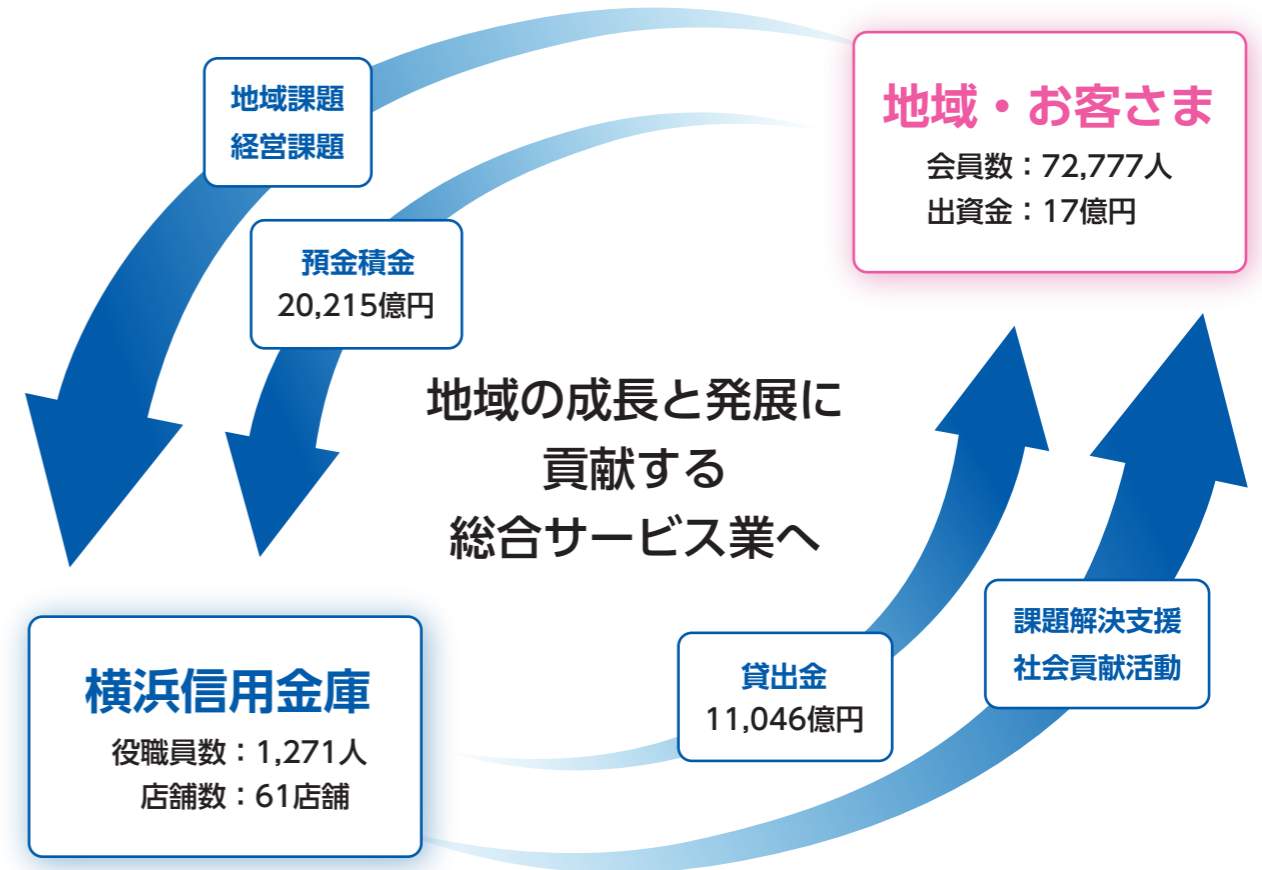 地域課題
経営課題
預金積金
20,215億円
地域・お客さま
会員数：72,777人
出資金：17億円
地域の成長と発展に
貢献する
総合サービス業へ
横浜信用金庫
役職員数：1,271人
店舗数：61店舗
貸出金
11,046億円
課題解決支援
社会貢献活動